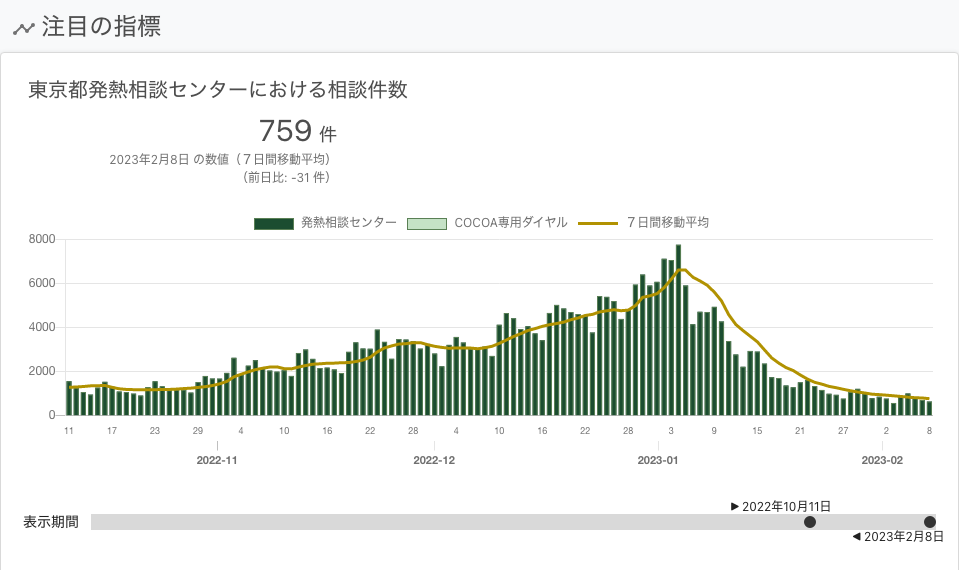 注目の指標
東京都発熱相談センターにおける相談件数
759 件
2023年2月8日 の数値（７日間移動平均）
（前日比: -31 件）
発熱相談センター COCOA専用ダイヤル ７日間移動平均
8000
6000
4000
2000
0
11 17 23 29 4 10 16 22 28 4 10 16 22 28 3 9 15 21 27 2 8
2022-11 2022-12 2023-01 2023-02
▶ 2022年10月11日
表示期間
◀ 2023年2月8日